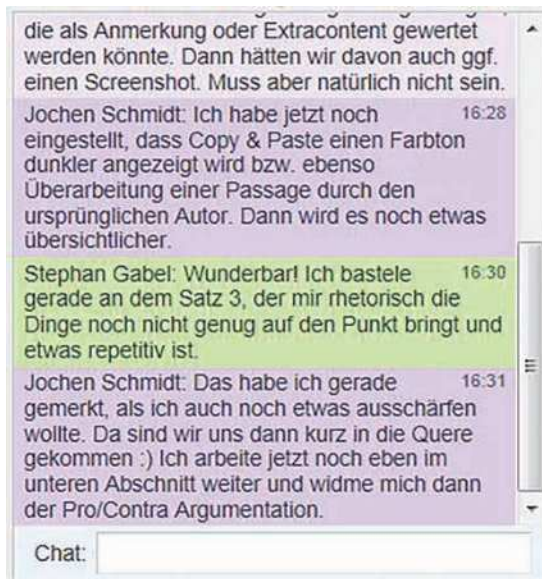 die als Anmerkung oder Extracontent gewertet
werden könnte. Dann hätten wir davon auch ggf.
einen Screenshot. Muss aber natürlich nicht sein.
Jochen Schmidt: Ich habe jetzt noch 16:28
eingestellt, dass Copy & Paste einen Farbton
dunkler angezeigt wird bzw. ebenso
Überarbeitung einer Passage durch den
ursprünglichen Autor. Dann wird es noch etwas
übersichtlicher.
Stephan Gabel: Wunderbar! Ich bastele 16:30
gerade an dem Satz 3, der mir rhetorisch die
Dinge noch nicht genug auf den Punkt bringt und
etwas repetitiv ist.
Jochen Schmidt: Das habe ich gerade 16:31
gemerkt, als ich auch noch etwas ausschärfen
wollte. Da sind wir uns dann kurz in die Quere
gekommen :) Ich arbeite jetzt noch eben im
unteren Abschnitt weiter und widme mich dann
der Pro/Contra Argumentation.
Chat: